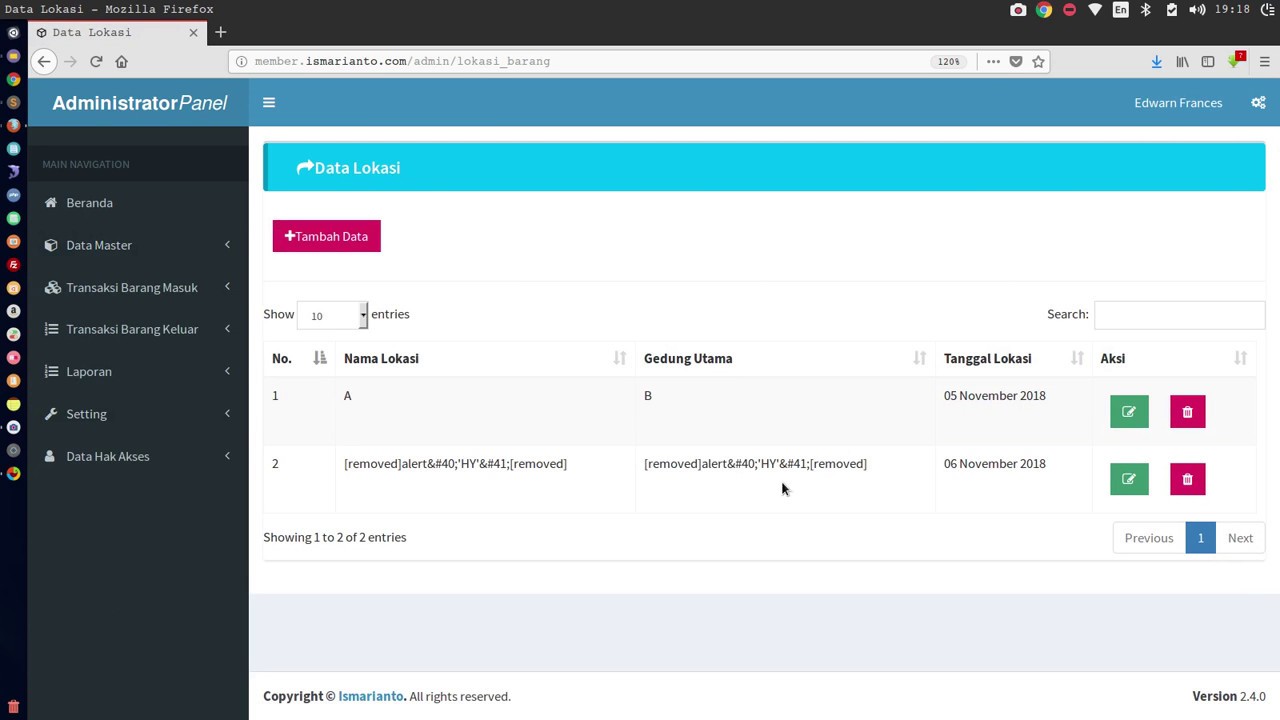 Data Lokasi - Mozilla Firefox
En
19:18
Data Lokasi
member.ismarianto.com/admin/lokasi_barang
120%
AdministratorPanel
Edwarn Frances
MAIN NAVIGATION
Beranda
Data Master
Transaksi Barang Masuk
Transaksi Barang Keluar
Laporan
Setting
Data Hak Akses
Data Lokasi
Tambah Data
Show 10 entries
Search:
No. Nama Lokasi Gedung Utama Tanggal Lokasi Aksi
1 A B 05 November 2018
2 [removed]alert&#40;'HY'&#41;[removed] [removed]alert&#40;'HY'&#41;[removed] 06 November 2018
Showing 1 to 2 of 2 entries
Previous 1 Next
Copyright © Ismarianto. All rights reserved.
Version 2.4.0